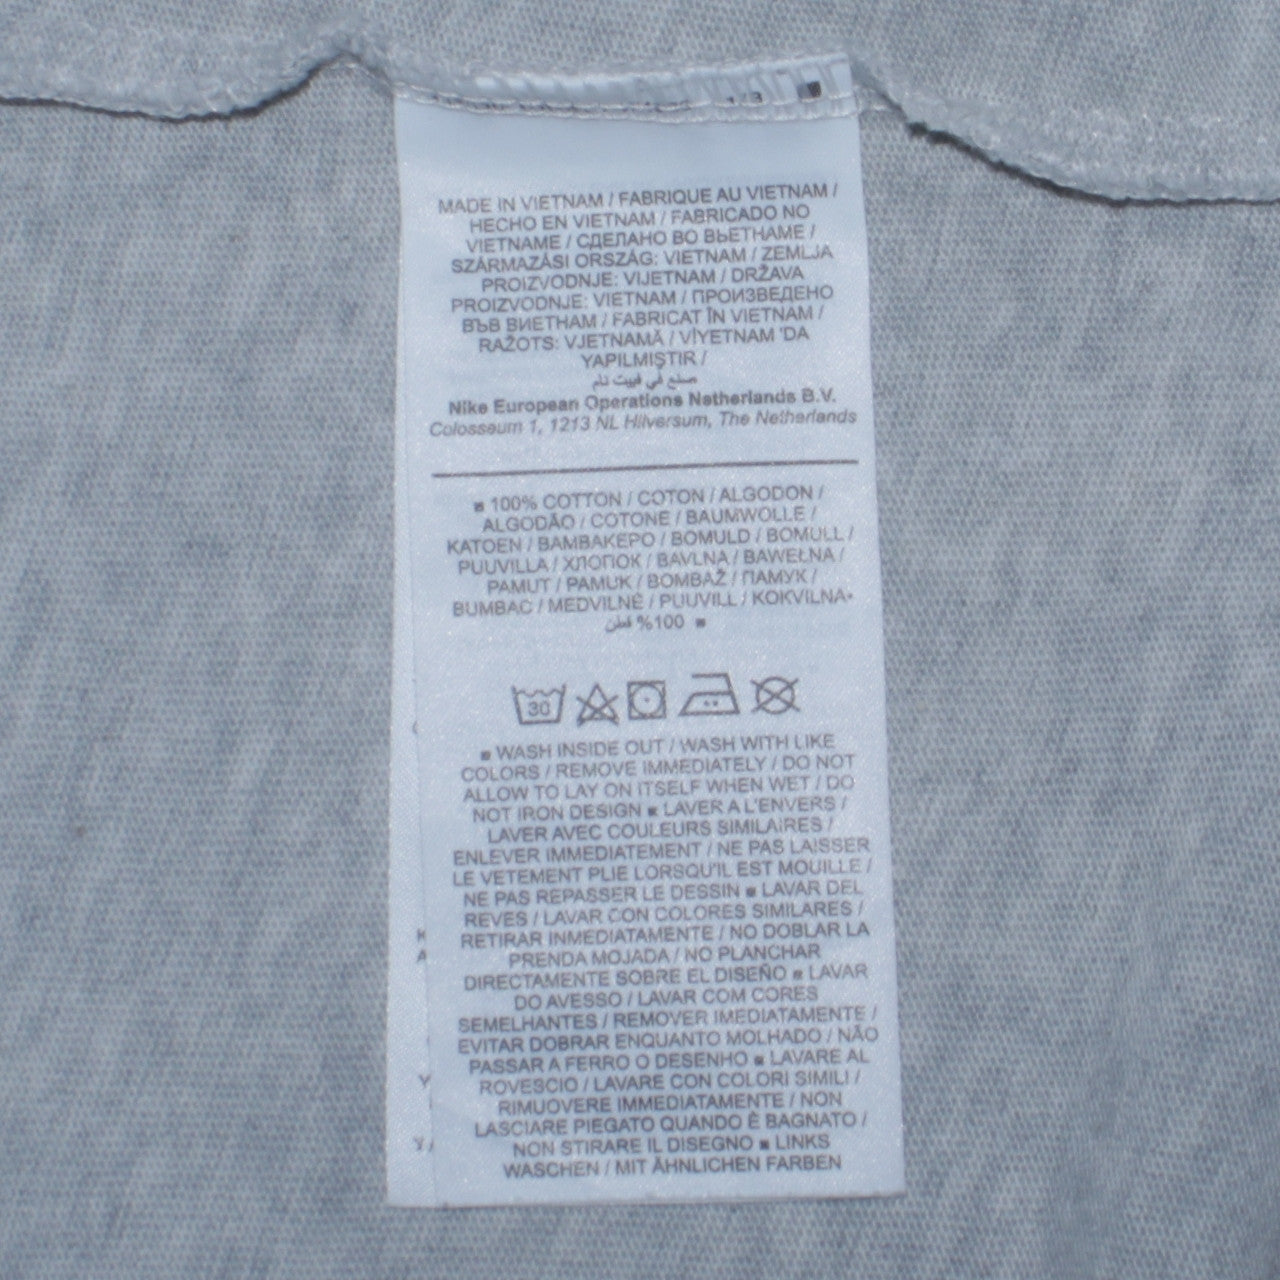 1/3
MADE IN VIETNAM / FABRIQUE AU VIETNAM /
HECHO EN VIETNAM / FABRICADO NO
VIETNAME / СДЕЛАНО ВО ВЬЕТНАМЕ /
SZÁRMAZÁSI ORSZÁG: VIETNAM / ZEMLJA
PROIZVODNJE: VIJETNAM / DRŽAVA
PROIZVODNJE: VIETNAM / ПРОИЗВЕДЕНО
ВЪВ ВИЕТНАМ / FABRICAT ÎN VIETNAM /
RAŽOTS: VJETNAMĀ / VİYETNAM 'DA
YAPILMIŞTIR /
صنع في فييت نام
Nike European Operations Netherlands B.V.
Colosseum 1, 1213 NL Hilversum, The Netherlands
■ 100% COTTON / COTON / ALGODON /
ALGODÃO / COTONE / BAUMWOLLE /
KATOEN / ΒΑΜΒΑΚΕΡΟ / BOMULD / BOMULL /
PUUVILLA / ХЛОПОК / BAVLNA / BAWEŁNA /
PAMUT / PAMUK / BOMBAŽ / ПАМУК /
BUMBAC / MEDVILNĖ / PUUVILL / KOKVILNA•
100% قطن ■
30
■ WASH INSIDE OUT / WASH WITH LIKE
COLORS / REMOVE IMMEDIATELY / DO NOT
ALLOW TO LAY ON ITSELF WHEN WET / DO
NOT IRON DESIGN ■ LAVER A L'ENVERS /
LAVER AVEC COULEURS SIMILAIRES /
ENLEVER IMMEDIATEMENT / NE PAS LAISSER
LE VETEMENT PLIE LORSQU'IL EST MOUILLE /
NE PAS REPASSER LE DESSIN ■ LAVAR DEL
REVES / LAVAR CON COLORES SIMILARES /
RETIRAR INMEDIATAMENTE / NO DOBLAR LA
PRENDA MOJADA / NO PLANCHAR
DIRECTAMENTE SOBRE EL DISEÑO ■ LAVAR
DO AVESSO / LAVAR COM CORES
SEMELHANTES / REMOVER IMEDIATAMENTE /
EVITAR DOBRAR ENQUANTO MOLHADO / NÃO
PASSAR A FERRO O DESENHO ■ LAVARE AL
ROVESCIO / LAVARE CON COLORI SIMILI /
RIMUOVERE IMMEDIATAMENTE / NON
LASCIARE PIEGATO QUANDO È BAGNATO /
NON STIRARE IL DISEGNO ■ LINKS
WASCHEN / MIT ÄHNLICHEN FARBEN